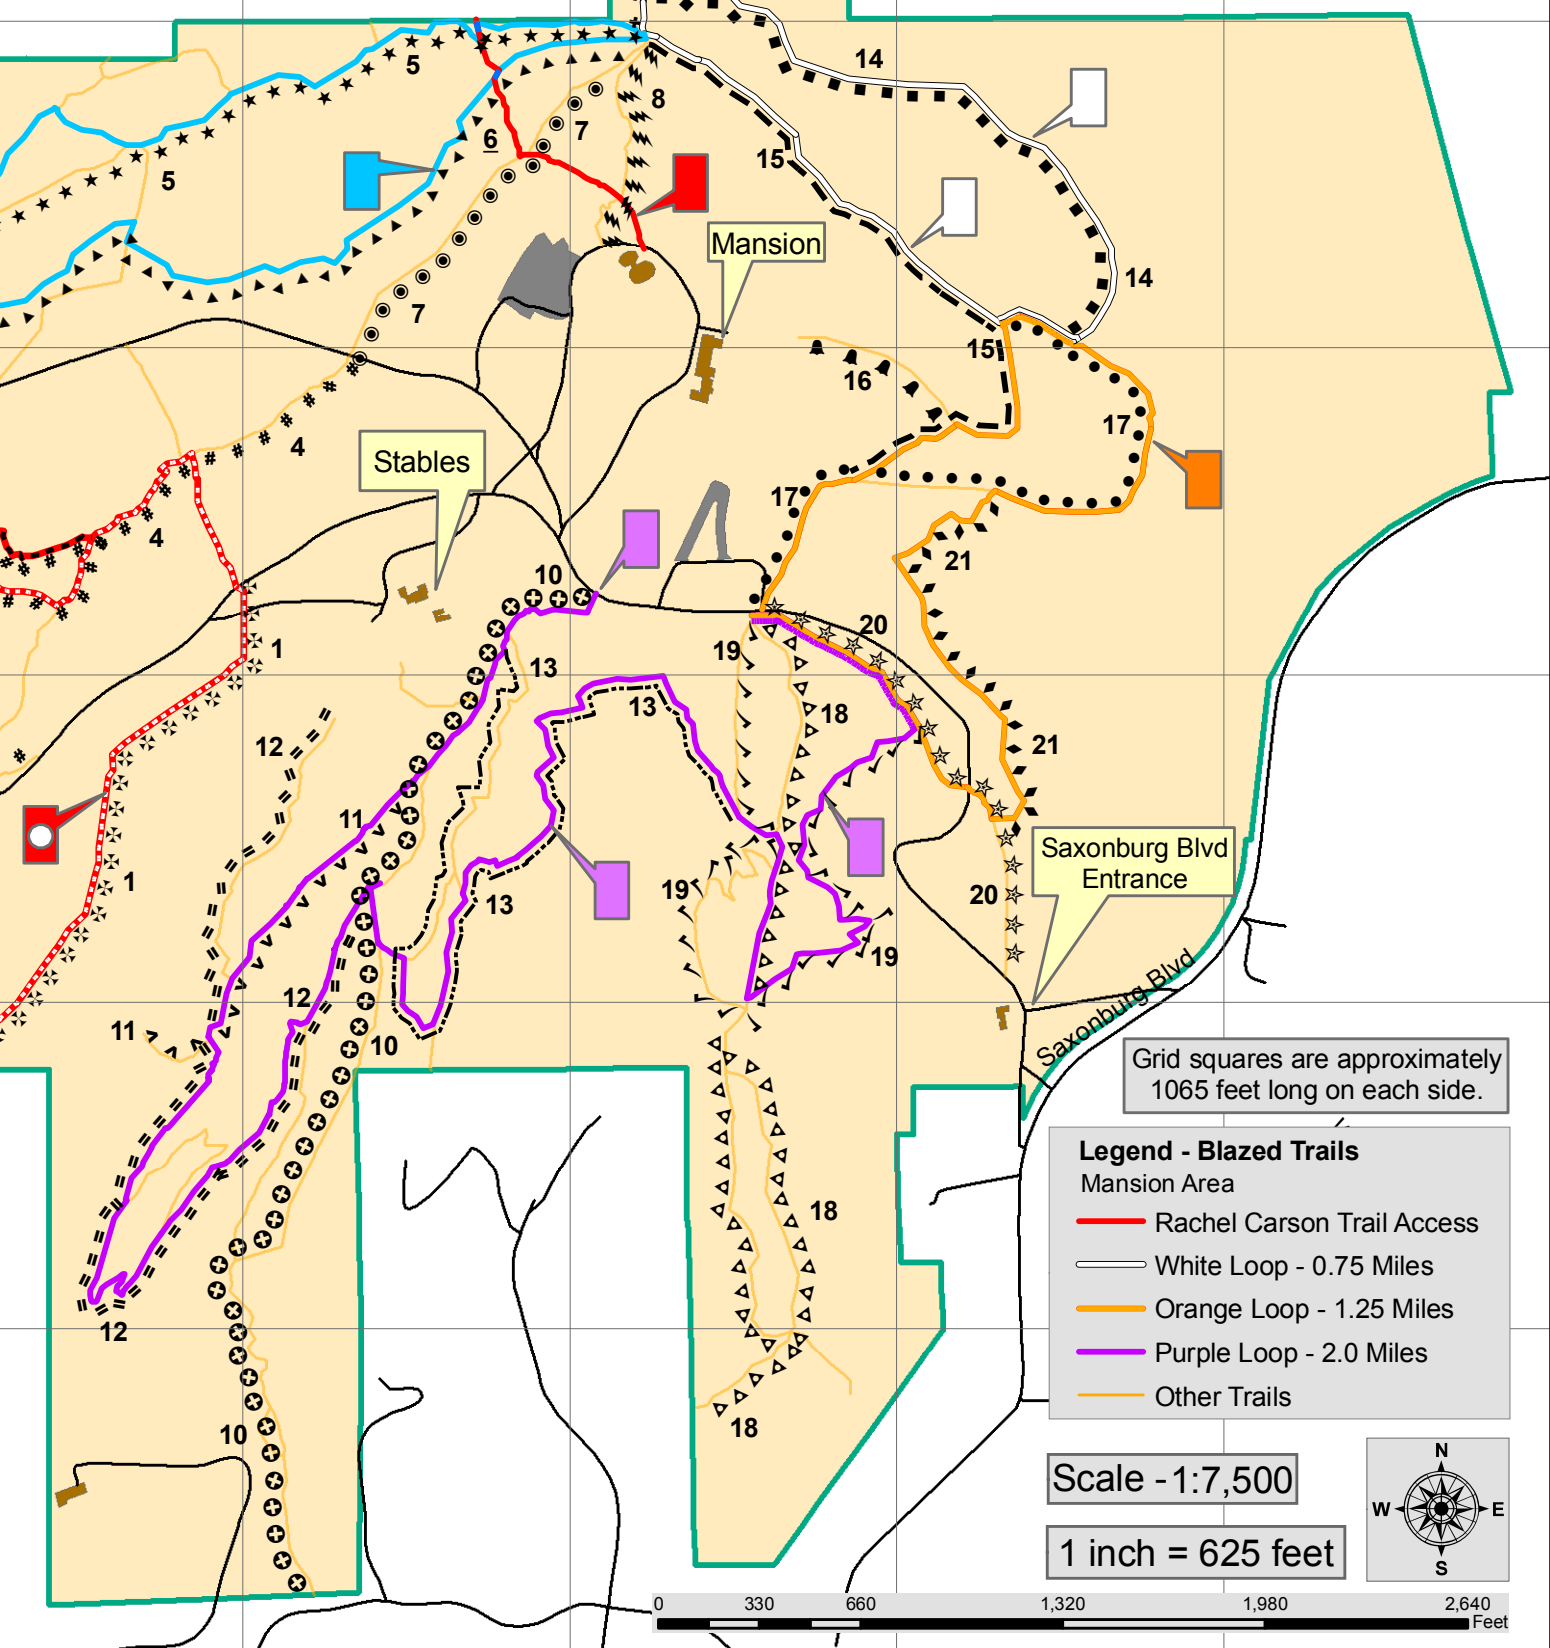 14
5
8
7
6
15
5
Mansion
14
7
15
16
17
4
Stables
17
4
21
10
20
1
19
13
13
18
12
21
11
Saxonburg Blvd
Entrance
1
19
13
20
19
12
11
10
Saxonburg Blvd
Grid squares are approximately
1065 feet long on each side.
Legend - Blazed Trails
Mansion Area
Rachel Carson Trail Access
White Loop - 0.75 Miles
Orange Loop - 1.25 Miles
Purple Loop - 2.0 Miles
Other Trails
18
12
18
10
Scale - 1:7,500
1 inch = 625 feet
N
W E
S
0 330 660 1,320 1,980 2,640
Feet